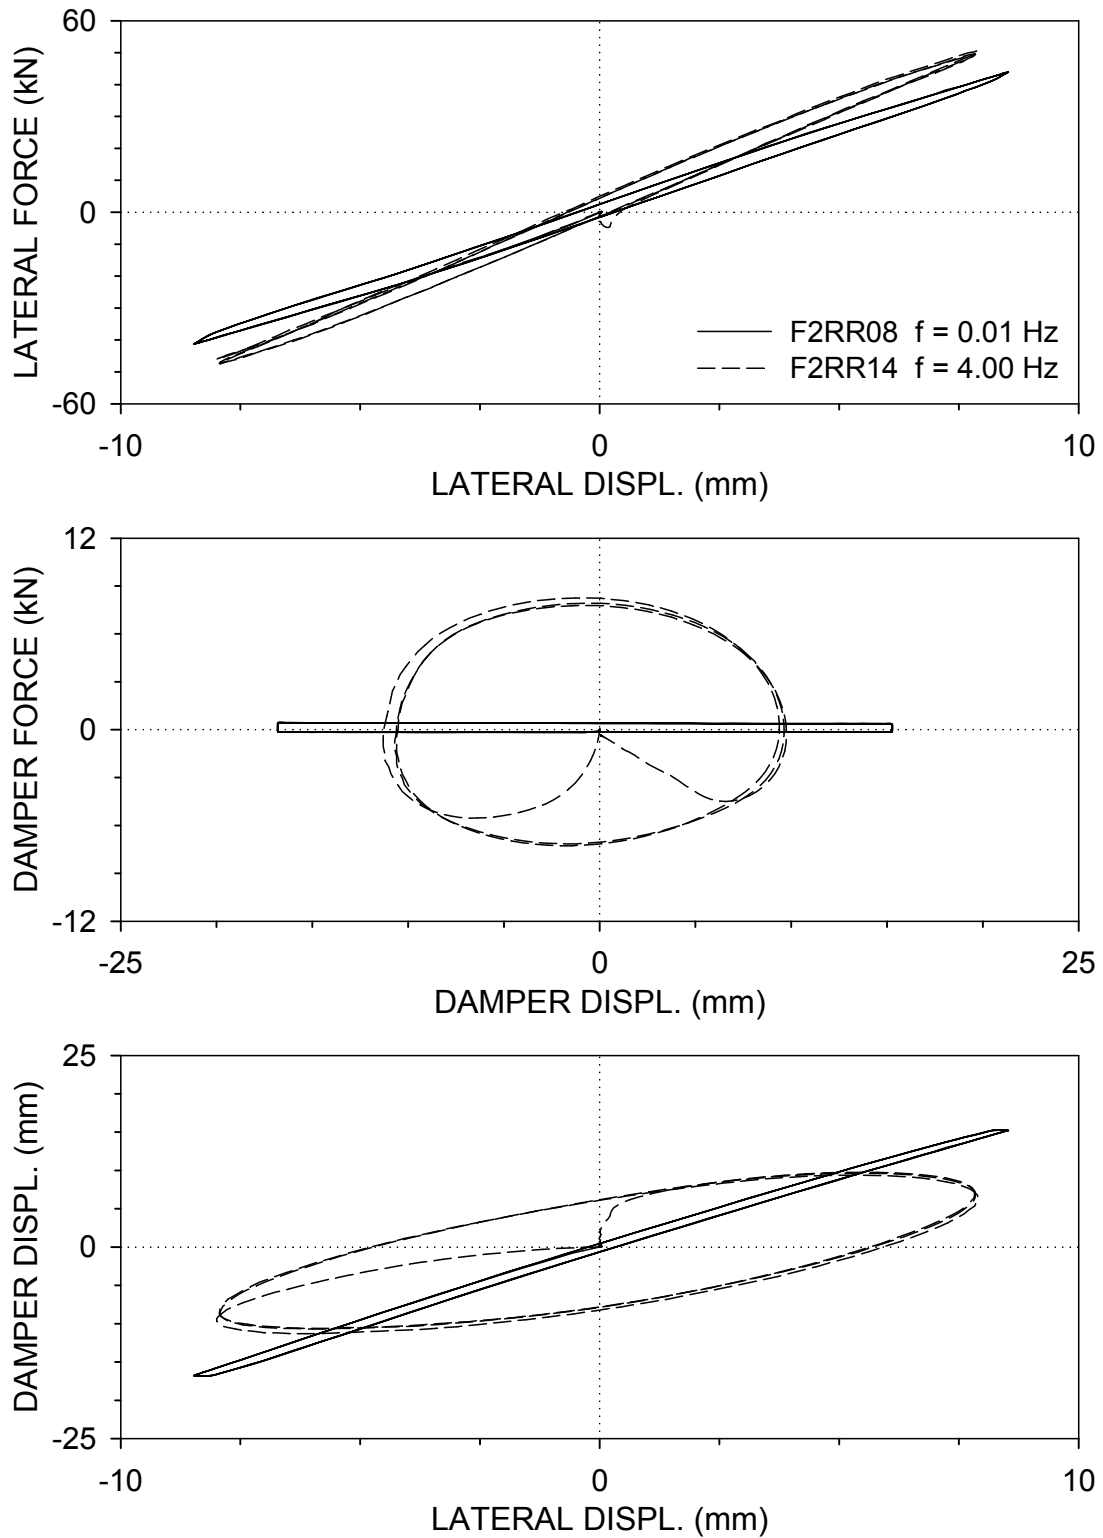 60
0
-60
LATERAL FORCE (kN)
F2RR08 f = 0.01 Hz
F2RR14 f = 4.00 Hz
-10 0 10
LATERAL DISPL. (mm)
12
0
-12
DAMPER FORCE (kN)
-25 0 25
DAMPER DISPL. (mm)
25
0
-25
DAMPER DISPL. (mm)
-10 0 10
LATERAL DISPL. (mm)